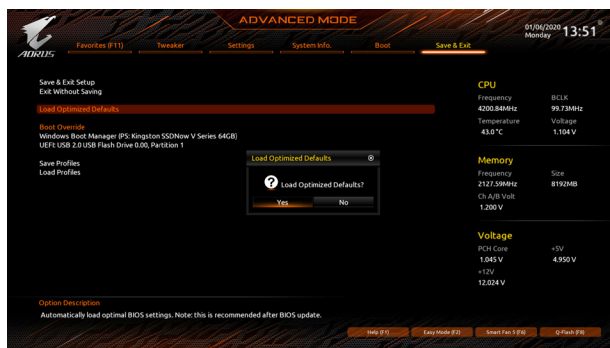 ADVANCED MODE
01/06/2020 Monday 13:51
AORUS
Favorites (F11) Tweaker Settings System Info. Boot Save & Exit
Save & Exit Setup
Exit Without Saving
Load Optimized Defaults
Boot Override
Windows Boot Manager (P5: Kingston SSDNow V Series 64GB)
UEFI: USB 2.0 USB Flash Drive 0.00, Partition 1
Save Profiles
Load Profiles
Load Optimized Defaults
Load Optimized Defaults?
Yes No
CPU
Frequency BCLK
4200.84MHz 99.73MHz
Temperature Voltage
43.0 °C 1.104 V
Memory
Frequency Size
2127.59MHz 8192MB
Ch A/B Volt
1.200 V
Voltage
PCH Core +5V
1.045 V 4.950 V
+12V
12.024 V
Option Description
Automatically load optimal BIOS settings. Note: this is recommended after BIOS update.
Help (F1) Easy Mode (F2) Smart Fan 5 (F6) Q-Flash (F8)